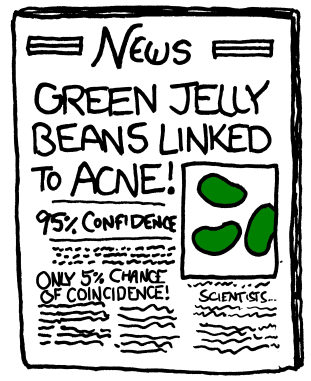 NEWS
GREEN JELLY
BEANS LINKED
TO ACNE!
95% CONFIDENCE
ONLY 5% CHANCE
OF COINCIDENCE!
SCIENTISTS...